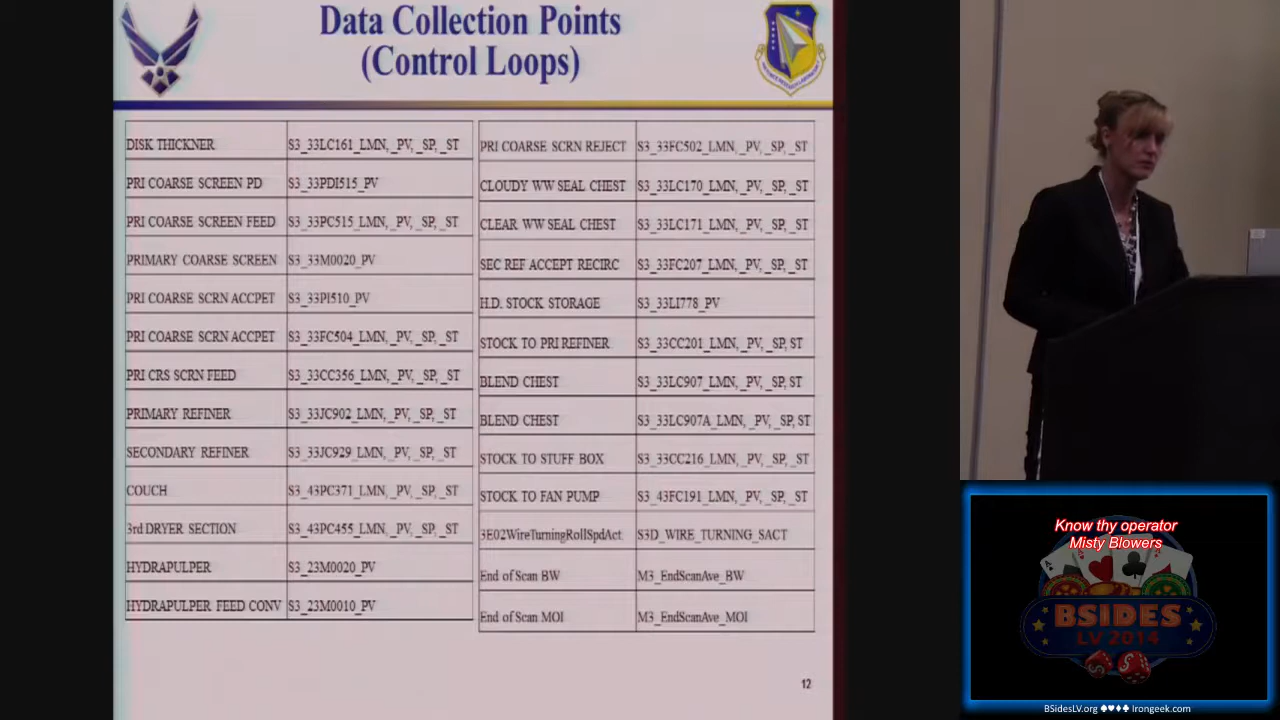 Data Collection Points
(Control Loops)
DISK THICKNER S3_33LC161_LMN, _PV, _SP, _ST
PRI COARSE SCREEN PD S3_33PDI515_PV
PRI COARSE SCREEN FEED S3_33PC515_LMN, _PV, _SP, _ST
PRIMARY COARSE SCREEN S3_33M0020_PV
PRI COARSE SCRN ACCPET S3_33PI510_PV
PRI COARSE SCRN ACCPET S3_33FC504_LMN, _PV, _SP, _ST
PRI CRS SCRN FEED S3_33CC356_LMN, _PV, _SP, _ST
PRIMARY REFINER S3_33JC902_LMN, _PV, _SP, _ST
SECONDARY REFINER S3_33JC929_LMN, _PV, _SP, _ST
COUCH S3_43PC371_LMN, _PV, _SP, _ST
3rd DRYER SECTION S3_43PC455_LMN, _PV, _SP, _ST
HYDRAPULPER S3_23M0020_PV
HYDRAPULPER FEED CONV S3_23M0010_PV
PRI COARSE SCRN REJECT S3_33FC502_LMN, _PV, _SP, _ST
CLOUDY WW SEAL CHEST S3_33LC170_LMN, _PV, _SP, _ST
CLEAR WW SEAL CHEST S3_33LC171_LMN, _PV, _SP, _ST
SEC REF ACCEPT RECIRC S3_33FC207_LMN, _PV, _SP, _ST
H.D. STOCK STORAGE S3_33LI778_PV
STOCK TO PRI REFINER S3_33CC201_LMN, _PV, _SP, ST
BLEND CHEST S3_33LC907_LMN, _PV, _SP, ST
BLEND CHEST S3_33LC907A_LMN, _PV, _SP, ST
STOCK TO STUFF BOX S3_33CC216_LMN, _PV, _SP, _ST
STOCK TO FAN PUMP S3_43FC191_LMN, _PV, _SP, _ST
3E02WireTurningRollSpdAct S3D_WIRE_TURNING_SACT
End of Scan BW M3_EndScanAve_BW
End of Scan MOI M3_EndScanAve_MOI
12
Know thy operator
Misty Blowers
BSIDES
LV 2014
BSidesLV.org ♠♥♦♣ Irongeek.com